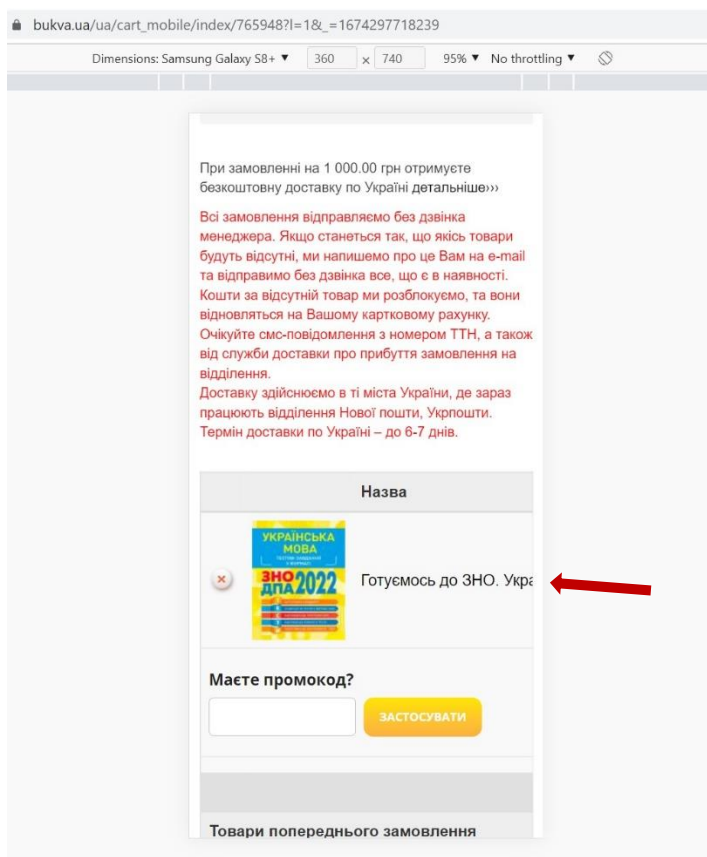 bukva.ua/ua/cart_mobile/index/765948?l=1&_=1674297718239
Dimensions: Samsung Galaxy S8+ ▼ 360 x 740 95% ▼ No throttling ▼
При замовленні на 1 000.00 грн отримуєте
безкоштовну доставку по Україні детальніше›››
Всі замовлення відправляємо без дзвінка
менеджера. Якщо станеться так, що якісь товари
будуть відсутні, ми напишемо про це Вам на e-mail
та відправимо без дзвінка все, що є в наявності.
Кошти за відсутній товар ми розблокуємо, та вони
відновляться на Вашому картковому рахунку.
Очікуйте смс-повідомлення з номером ТТН, а також
від служби доставки про прибуття замовлення на
відділення.
Доставку здійснюємо в ті міста України, де зараз
працюють відділення Нової пошти, Укрпошти.
Термін доставки по Україні – до 6-7 днів.
Назва
УКРАЇНСЬКА
МОВА
ЗНО
ДПА 2022
Готуємось до ЗНО. Укра
Маєте промокод?
ЗАСТОСУВАТИ
Товари попереднього замовлення